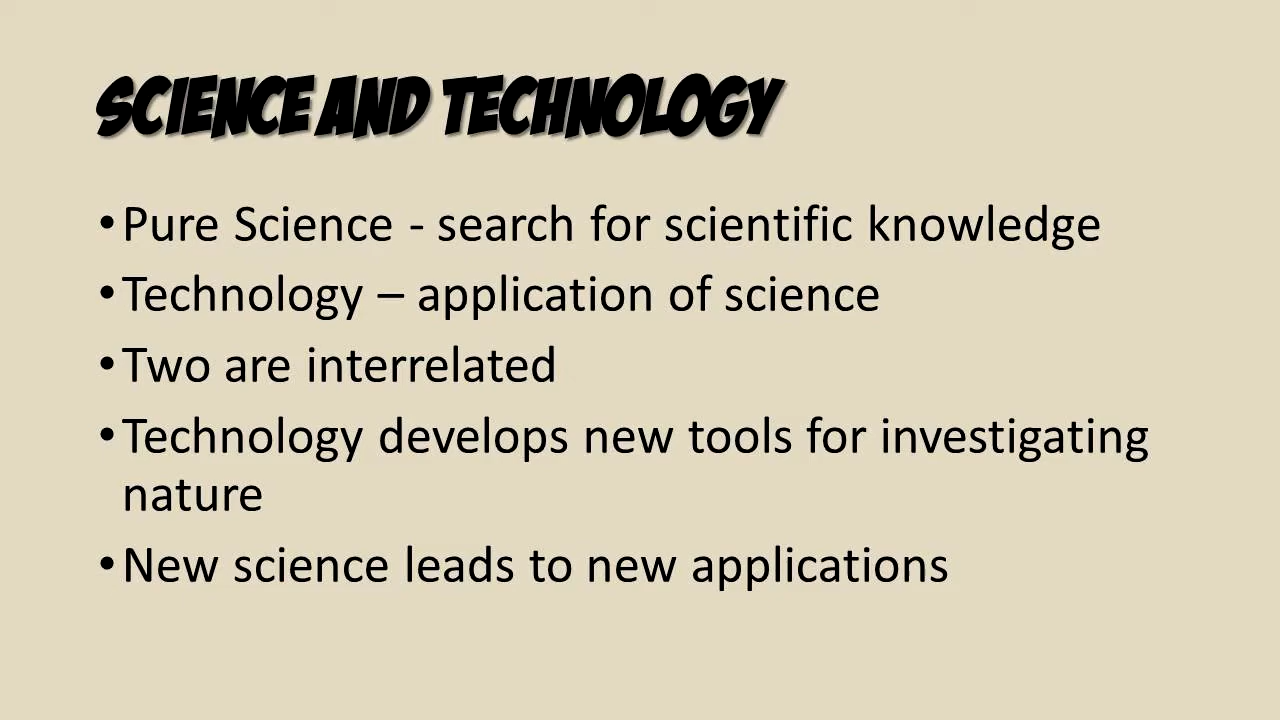 SCIENCE AND TECHNOLOGY
•Pure Science - search for scientific knowledge
•Technology – application of science
•Two are interrelated
•Technology develops new tools for investigating
nature
•New science leads to new applications